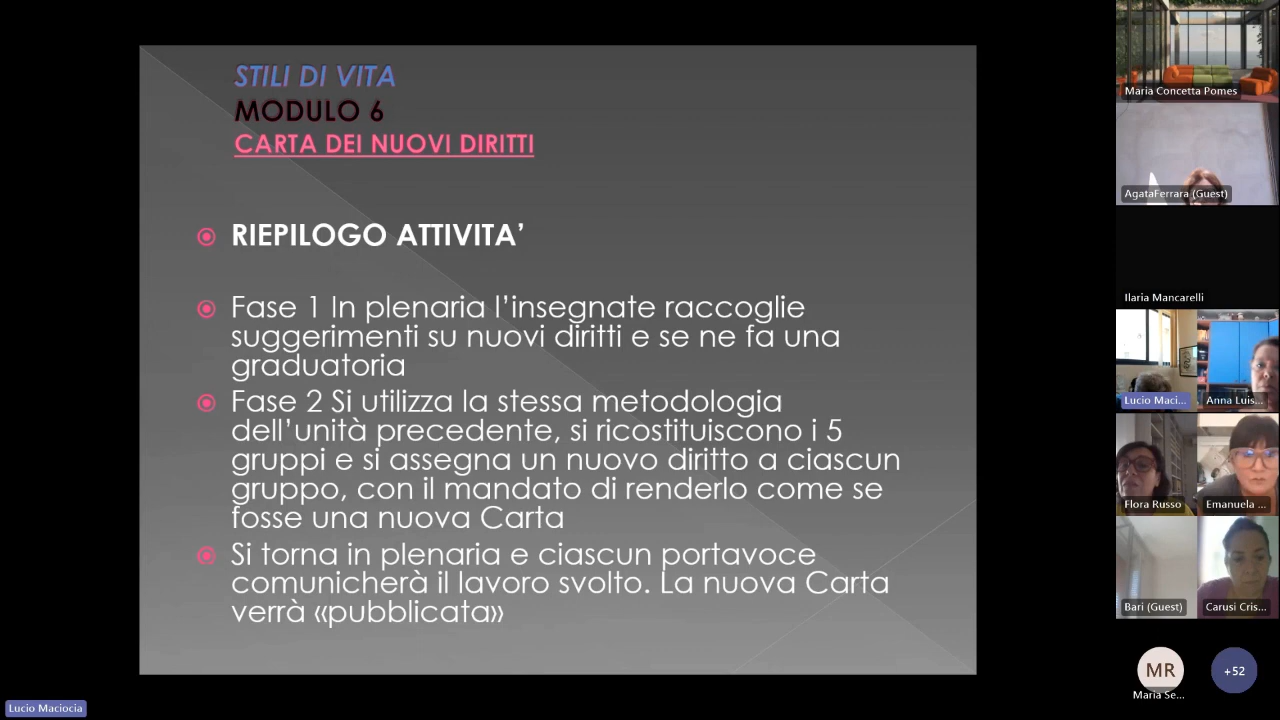 STILI DI VITA
MODULO 6
CARTA DEI NUOVI DIRITTI
RIEPILOGO ATTIVITA’
Fase 1 In plenaria l’insegnate raccoglie
suggerimenti su nuovi diritti e se ne fa una
graduatoria
Fase 2 Si utilizza la stessa metodologia
dell’unità precedente, si ricostituiscono i 5
gruppi e si assegna un nuovo diritto a ciascun
gruppo, con il mandato di renderlo come se
fosse una nuova Carta
Si torna in plenaria e ciascun portavoce
comunicherà il lavoro svolto. La nuova Carta
verrà «pubblicata»
Maria Concetta Pomes
AgataFerrara (Guest)
Ilaria Mancarelli
Lucio Maci...
Anna Luis...
Flora Russo
Emanuela ...
Bari (Guest)
Carusi Cris...
MR
+52
Maria Se...
Lucio Maciocia